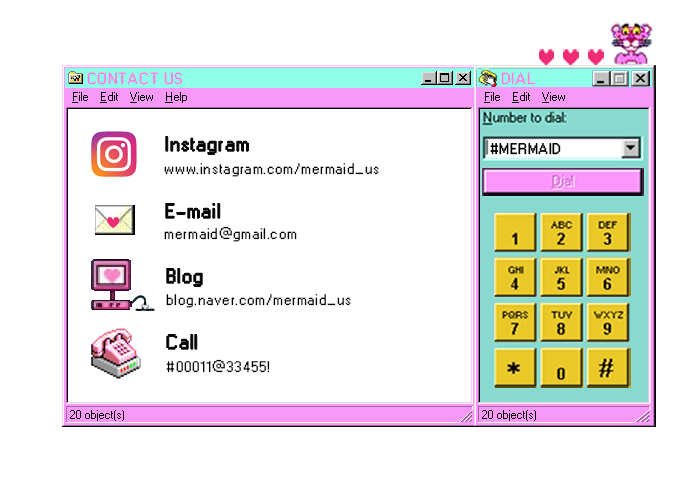 CONTACT US
File Edit View Help
Instagram
www.instagram.com/mermaid_us
E-mail
mermaid@gmail.com
Blog
blog.naver.com/mermaid_us
Call
#00011@33455!
20 object(s)
DIAL
File Edit View
Number to dial:
#MERMAID
Dial
1
ABC
2
DEF
3
GHI
4
JKL
5
MNO
6
PQRS
7
TUV
8
WXYZ
9
*
0
#
20 object(s)